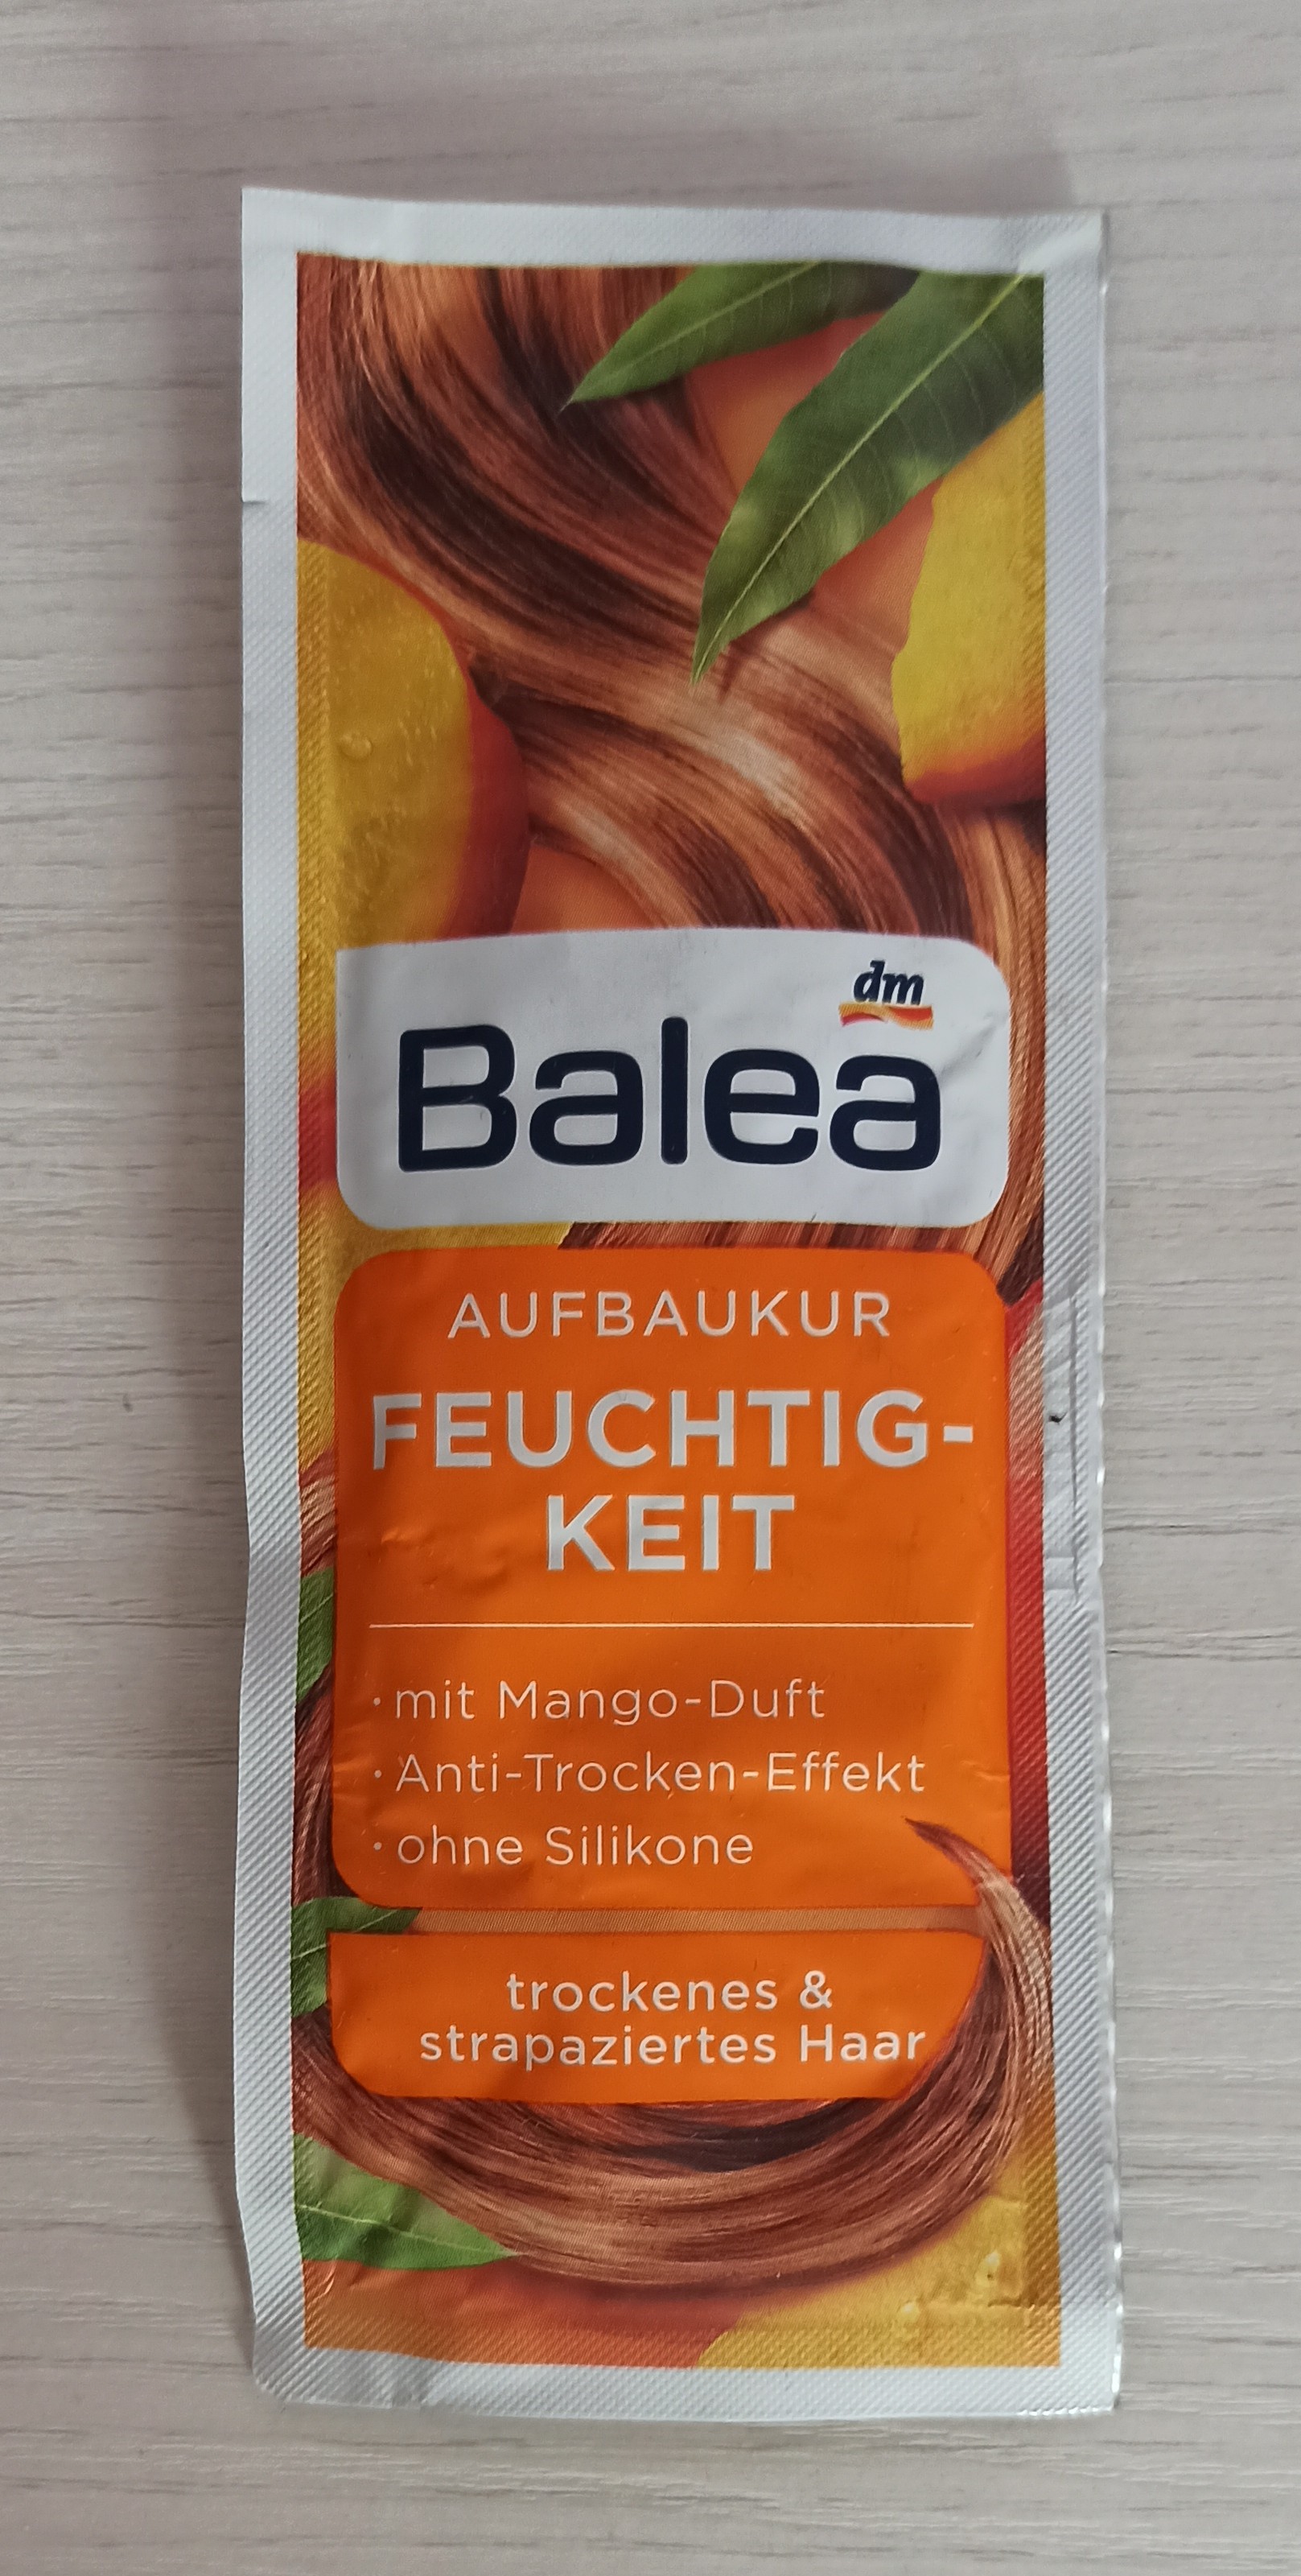 dm
Balea
AUFBAUKUR
FEUCHTIG-
KEIT
· mit Mango-Duft
· Anti-Trocken-Effekt
· ohne Silikone
trockenes &
strapaziertes Haar